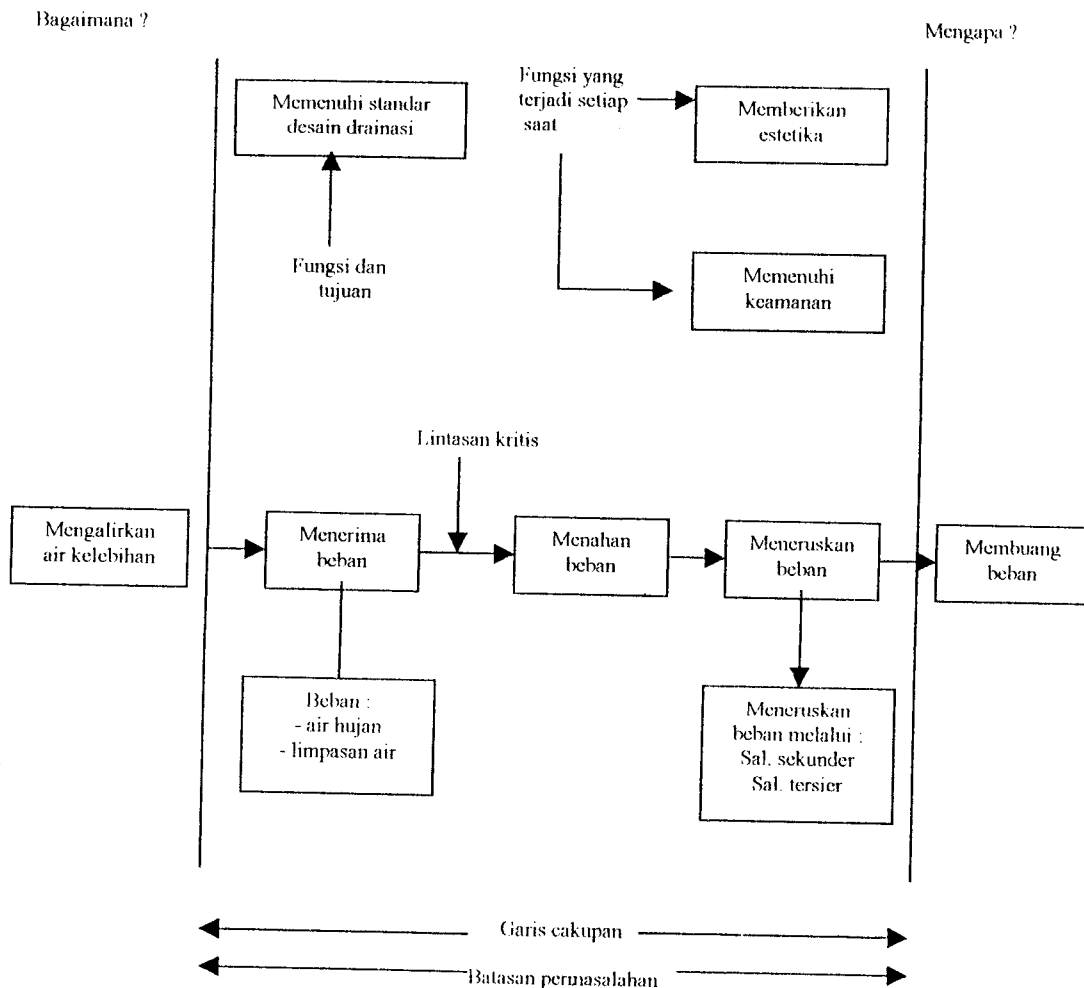 Bagaimana ?
Mengapa ?
Memenuhi standar
desain drainasi
Fungsi yang
terjadi setiap
saat
Memberikan
estetika
Fungsi dan
tujuan
Memenuhi
keamanan
Lintasan kritis
Mengalirkan
air kelebihan
Menerima
beban
Menahan
beban
Meneruskan
beban
Membuang
beban
Beban :
- air hujan
- limpasan air
Meneruskan
beban melalui :
Sal. sekunder
Sal. tersier
Garis cakupan
Batasan permasalahan